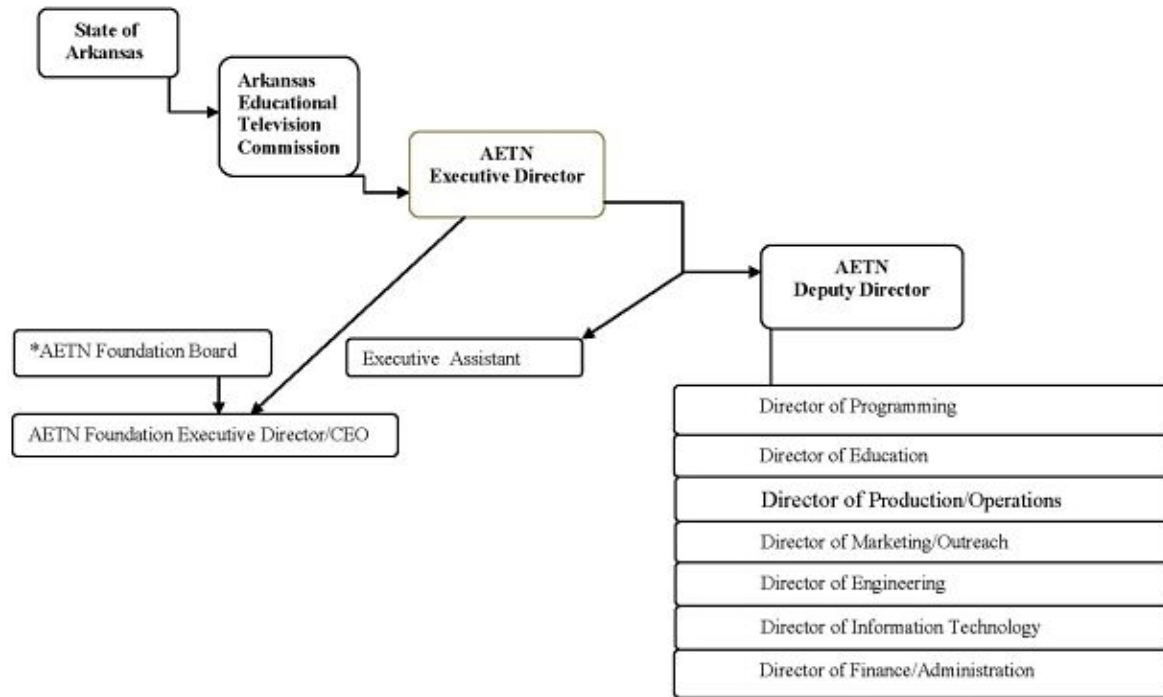 State of
Arkansas
Arkansas
Educational
Television
Commission
AETN
Executive Director
AETN
Deputy Director
*AETN Foundation Board
Executive Assistant
AETN Foundation Executive Director/CEO
Director of Programming
Director of Education
Director of Production/Operations
Director of Marketing/Outreach
Director of Engineering
Director of Information Technology
Director of Finance/Administration